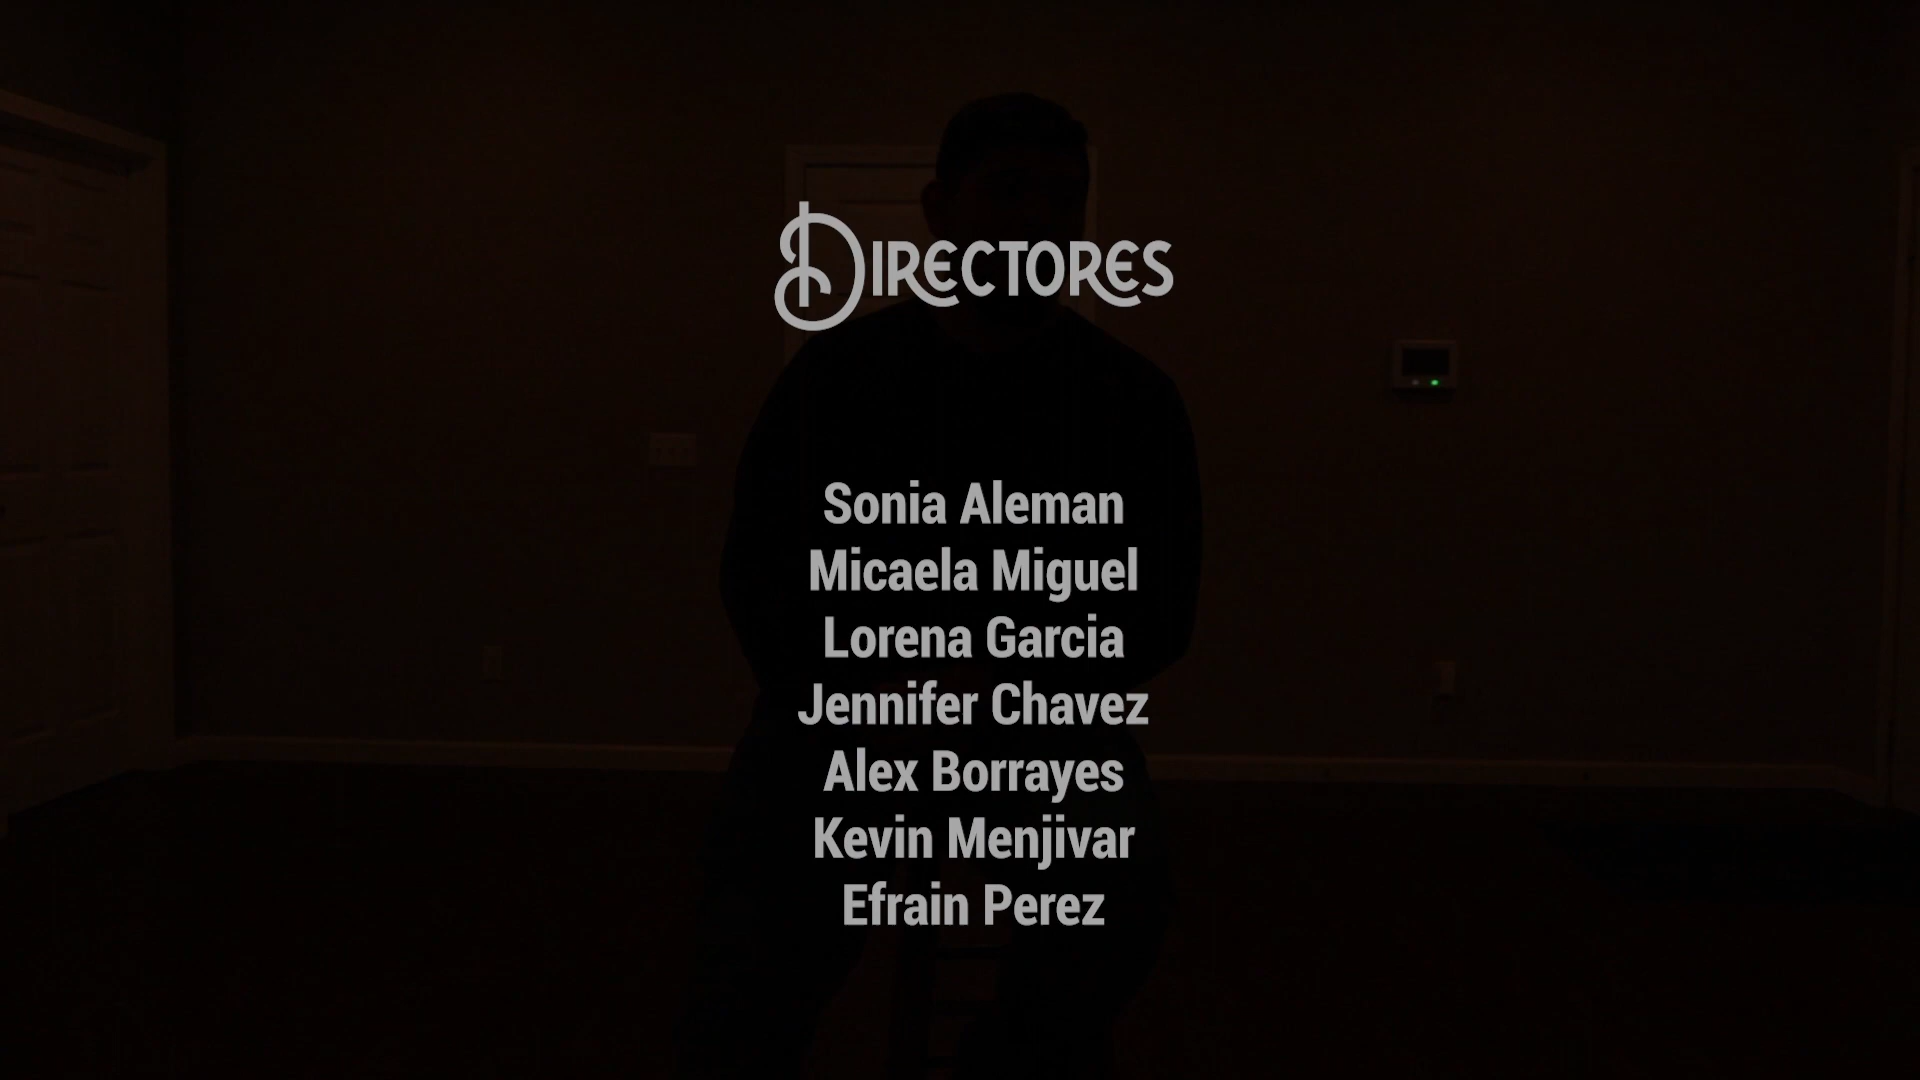 Directores
Sonia Aleman
Micaela Miguel
Lorena Garcia
Jennifer Chavez
Alex Borrayes
Kevin Menjivar
Efrain Perez